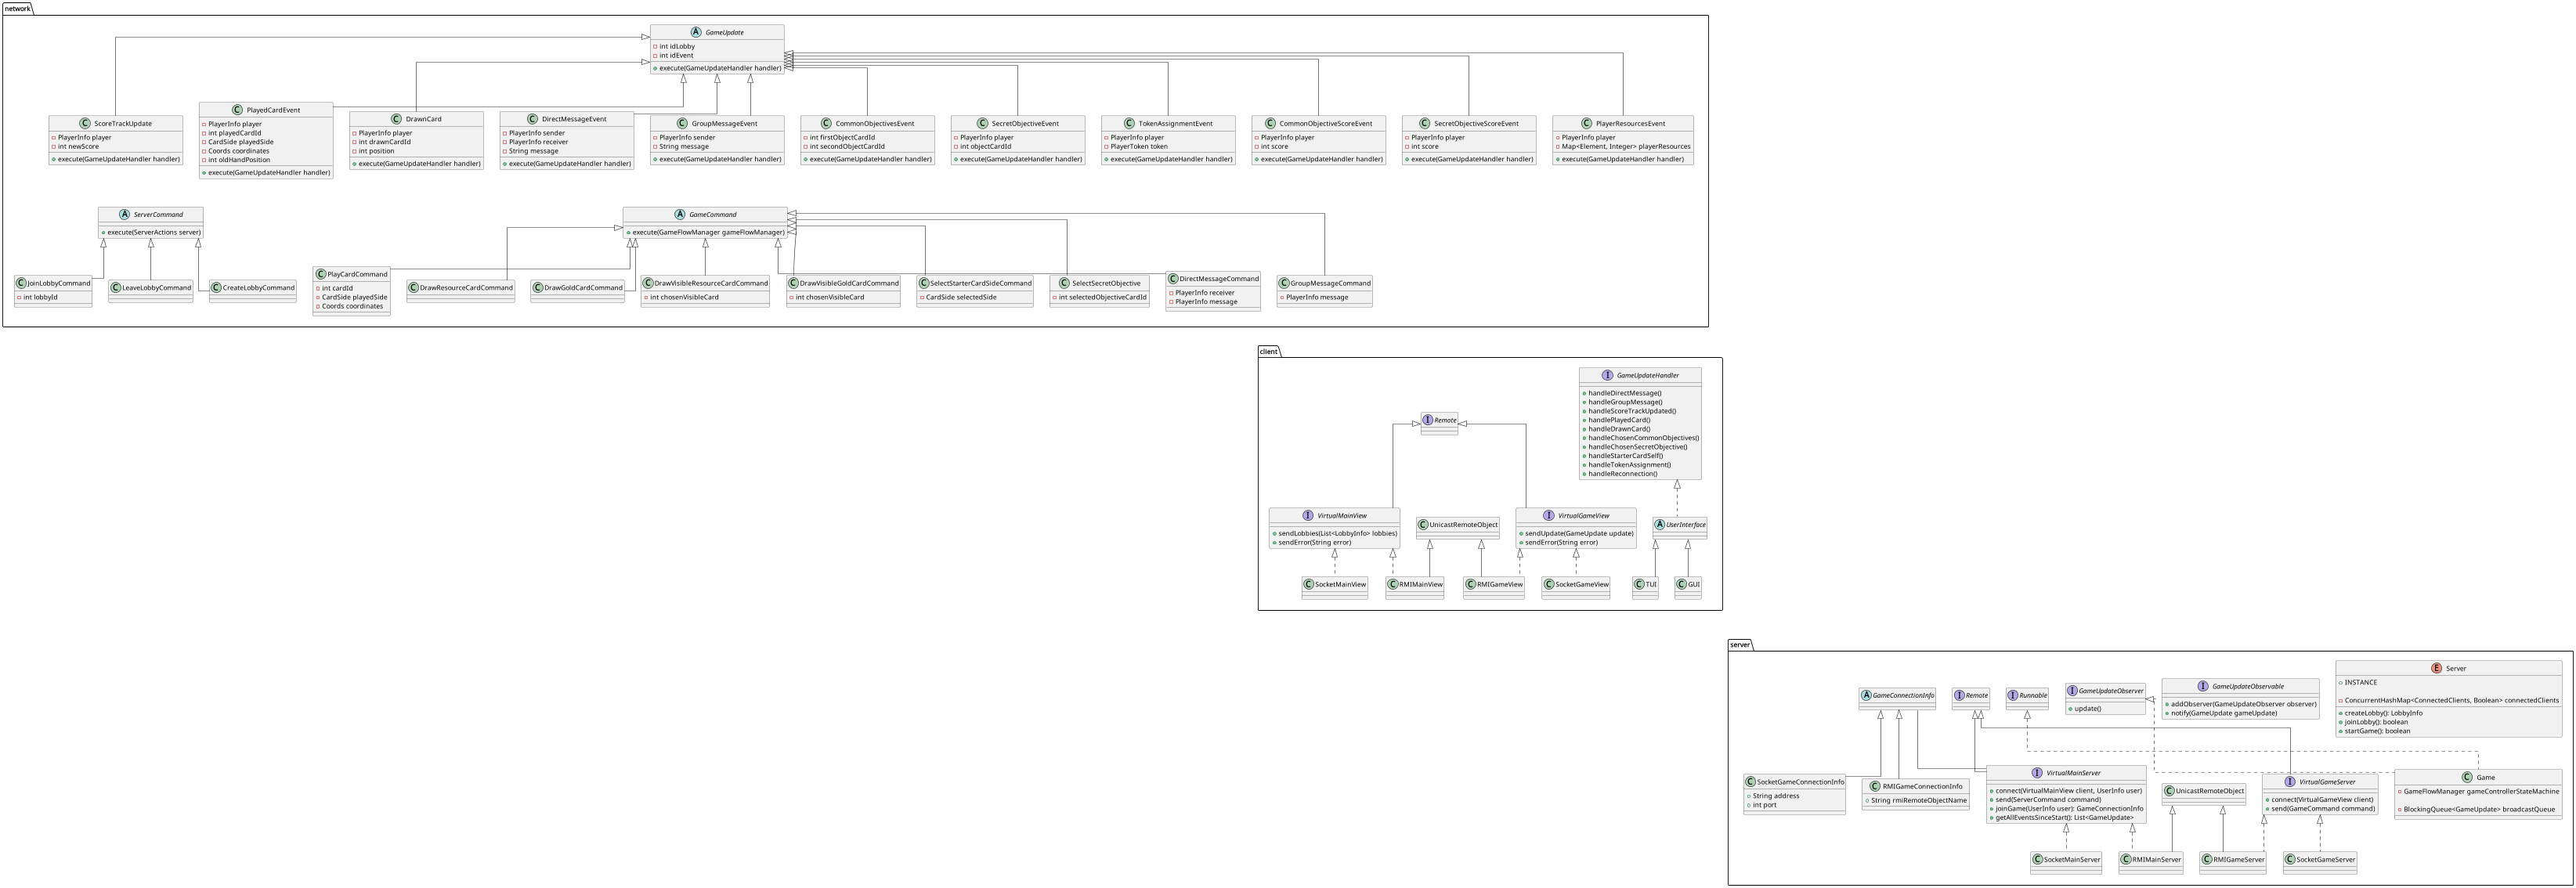 network
A GameUpdate
int idLobby
int idEvent
execute(GameUpdateHandler handler)
C ScoreTrackUpdate
PlayerInfo player
int newScore
execute(GameUpdateHandler handler)
C PlayedCardEvent
PlayerInfo player
int playedCardId
CardSide playedSide
Coords coordinates
int oldHandPosition
execute(GameUpdateHandler handler)
C DrawnCard
PlayerInfo player
int drawnCardId
int position
execute(GameUpdateHandler handler)
C DirectMessageEvent
PlayerInfo sender
PlayerInfo receiver
String message
execute(GameUpdateHandler handler)
C GroupMessageEvent
PlayerInfo sender
String message
execute(GameUpdateHandler handler)
C CommonObjectivesEvent
int firstObjectCardId
int secondObjectCardId
execute(GameUpdateHandler handler)
C SecretObjectiveEvent
PlayerInfo player
int objectCardId
execute(GameUpdateHandler handler)
C TokenAssignmentEvent
PlayerInfo player
PlayerToken token
execute(GameUpdateHandler handler)
C CommonObjectiveScoreEvent
PlayerInfo player
int score
execute(GameUpdateHandler handler)
C SecretObjectiveScoreEvent
PlayerInfo player
int score
execute(GameUpdateHandler handler)
C PlayerResourcesEvent
PlayerInfo player
Map<Element, Integer> playerResources
execute(GameUpdateHandler handler)
A ServerCommand
execute(ServerActions server)
A GameCommand
execute(GameFlowManager gameFlowManager)
C JoinLobbyCommand
int lobbyId
C LeaveLobbyCommand
C CreateLobbyCommand
C PlayCardCommand
int cardId
CardSide playedSide
Coords coordinates
C DrawResourceCardCommand
C DrawGoldCardCommand
C DrawVisibleResourceCardCommand
int chosenVisibleCard
C DrawVisibleGoldCardCommand
int chosenVisibleCard
C SelectStarterCardSideCommand
CardSide selectedSide
C SelectSecretObjective
int selectedObjectiveCardId
C DirectMessageCommand
PlayerInfo receiver
PlayerInfo message
C GroupMessageCommand
PlayerInfo message
client
I GameUpdateHandler
handleDirectMessage()
handleGroupMessage()
handleScoreTrackUpdated()
handlePlayedCard()
handleDrawnCard()
handleChosenCommonObjectives()
handleChosenSecretObjective()
handleStarterCardSelf()
handleTokenAssignment()
handleReconnection()
I Remote
I VirtualMainView
sendLobbies(List<LobbyInfo> lobbies)
sendError(String error)
C UnicastRemoteObject
I VirtualGameView
sendUpdate(GameUpdate update)
sendError(String error)
A UserInterface
C SocketMainView
C RMIMainView
C RMIGameView
C SocketGameView
C TUI
C GUI
server
E Server
INSTANCE
ConcurrentHashMap<ConnectedClients, Boolean> connectedClients
createLobby(): LobbyInfo
joinLobby(): boolean
startGame(): boolean
A GameConnectionInfo
I Remote
I Runnable
I GameUpdateObserver
update()
I GameUpdateObservable
addObserver(GameUpdateObserver observer)
notify(GameUpdate gameUpdate)
C SocketGameConnectionInfo
String address
int port
C RMIGameConnectionInfo
String rmiRemoteObjectName
I VirtualMainServer
connect(VirtualMainView client, UserInfo user)
send(ServerCommand command)
joinGame(UserInfo user): GameConnectionInfo
getAllEventsSinceStart(): List<GameUpdate>
C UnicastRemoteObject
I VirtualGameServer
connect(VirtualGameView client)
send(GameCommand command)
C Game
GameFlowManager gameControllerStateMachine
BlockingQueue<GameUpdate> broadcastQueue
C SocketMainServer
C RMIMainServer
C RMIGameServer
C SocketGameServer